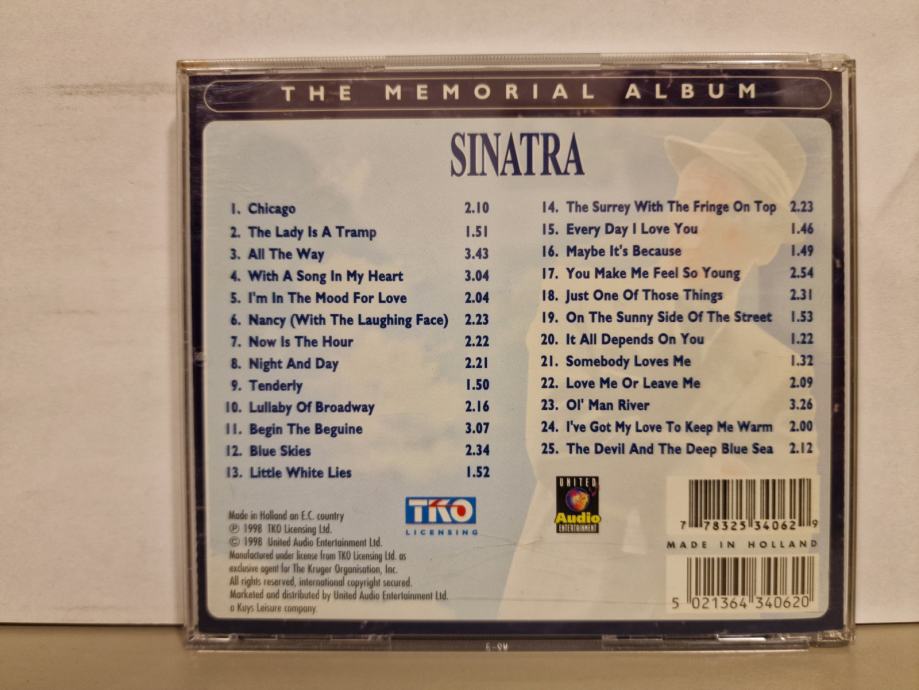 THE MEMORIAL ALBUM
SINATRA
1. Chicago 2.10
2. The Lady Is A Tramp 1.51
3. All The Way 3.43
4. With A Song In My Heart 3.04
5. I'm In The Mood For Love 2.04
6. Nancy (With The Laughing Face) 2.23
7. Now Is The Hour 2.22
8. Night And Day 2.21
9. Tenderly 1.50
10. Lullaby Of Broadway 2.16
11. Begin The Beguine 3.07
12. Blue Skies 2.34
13. Little White Lies 1.52
14. The Surrey With The Fringe On Top 2.23
15. Every Day I Love You 1.46
16. Maybe It's Because 1.49
17. You Make Me Feel So Young 2.54
18. Just One Of Those Things 2.31
19. On The Sunny Side Of The Street 1.53
20. It All Depends On You 1.22
21. Somebody Loves Me 1.32
22. Love Me Or Leave Me 2.09
23. Ol' Man River 3.26
24. I've Got My Love To Keep Me Warm 2.00
25. The Devil And The Deep Blue Sea 2.12
Made in Holland an E.C. country
℗ 1998 TKO Licensing Ltd.
© 1998 United Audio Entertainment Ltd.
Manufactured under license from TKO Licensing Ltd. as
exclusive agent for The Kruger Organisation, Inc.
All rights reserved, international copyright secured.
Marketed and distributed by United Audio Entertainment Ltd.
a Kuys Leisure company.
TKO
LICENSING
UNITED
Audio
ENTERTAINMENT
7 78325 34062 9
MADE IN HOLLAND
5 021364 340620